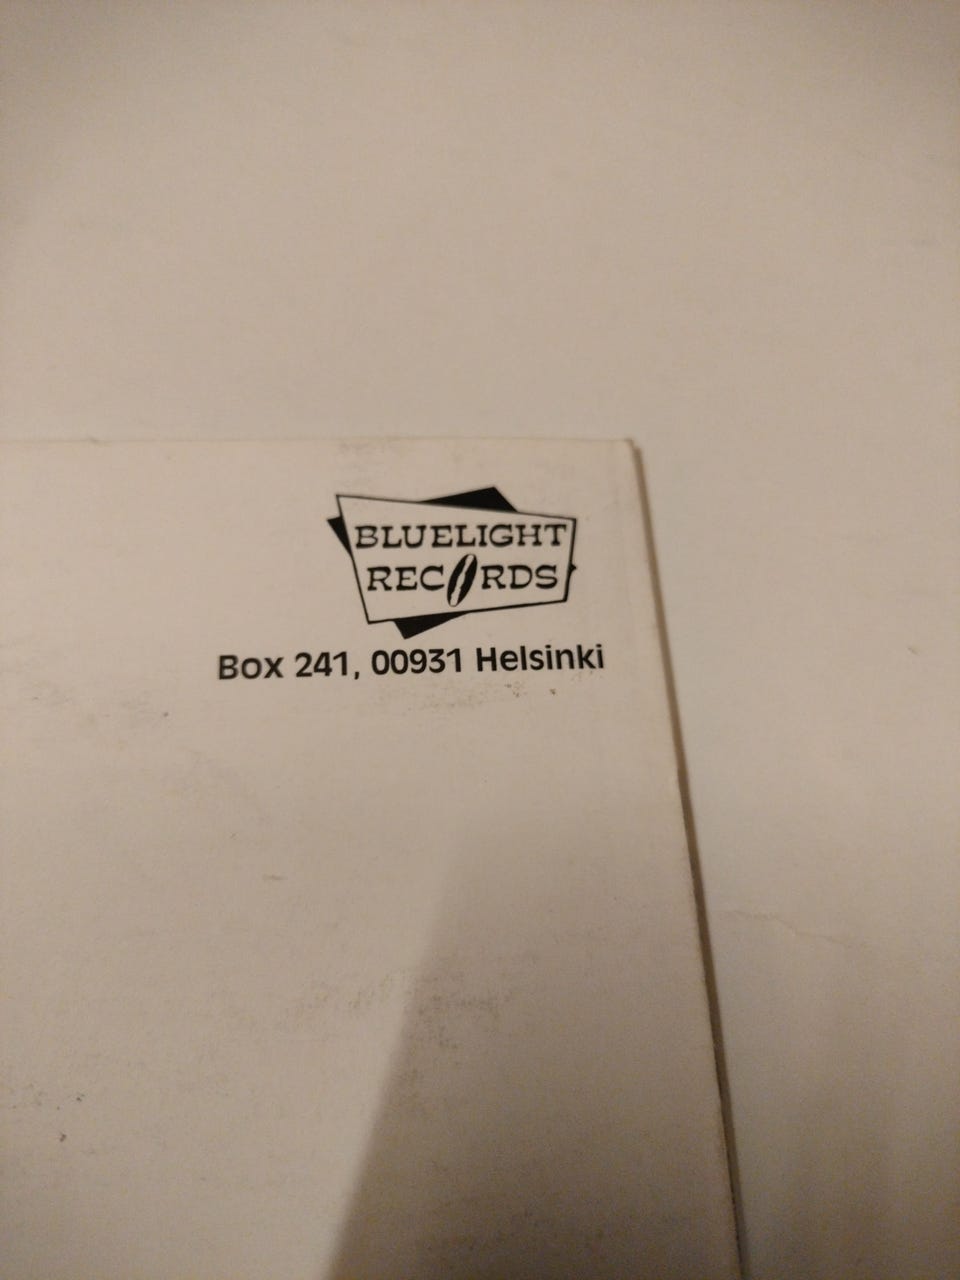 BLUELIGHT
RECORDS
Box 241, 00931 Helsinki